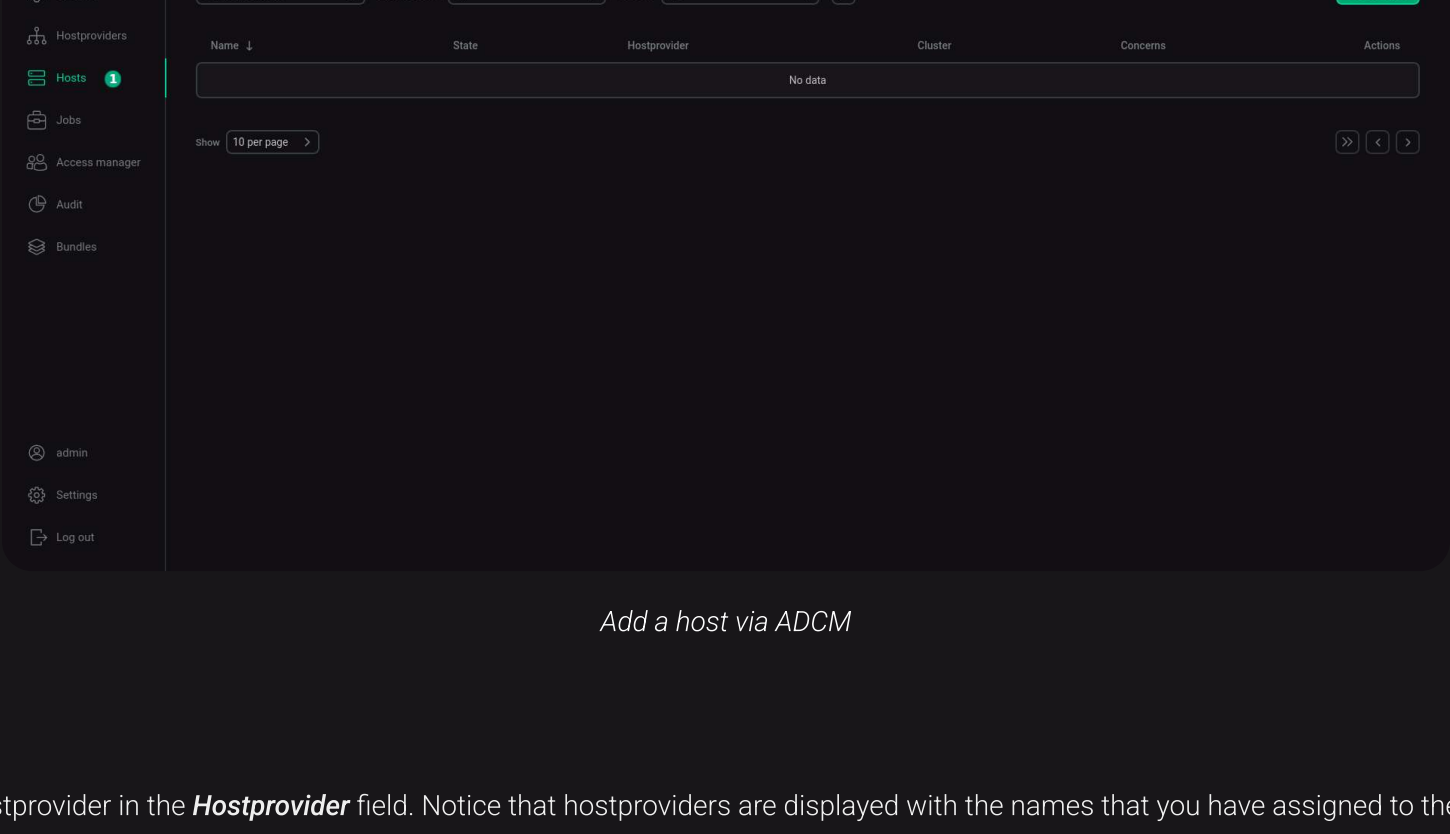 Hostproviders
Name ↓ State Hostprovider Cluster Concerns Actions
Hosts 1
No data
Jobs
Show 10 per page
Access manager
Audit
Bundles
admin
Settings
Log out
Add a host via ADCM
in the Hostprovider field. Notice that hostproviders are displayed with the names that you have assigned to